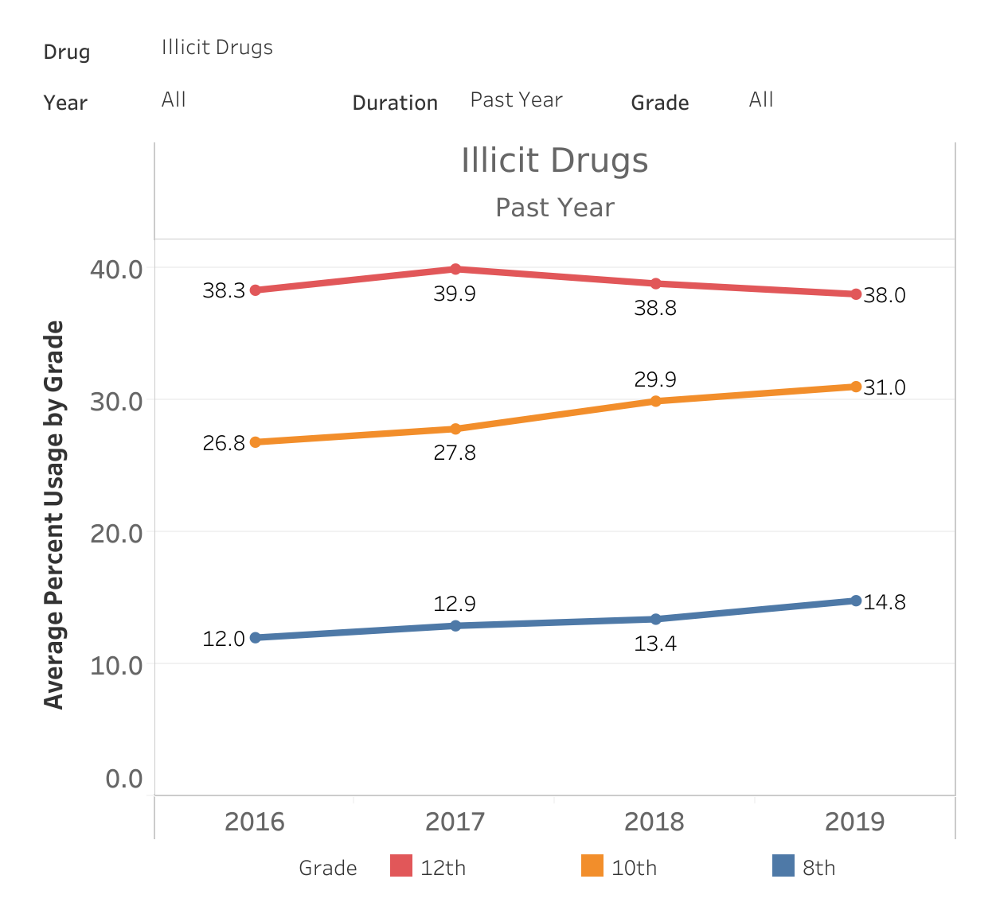 Drug Illicit Drugs
Year All Duration Past Year Grade All
Illicit Drugs
Past Year
Average Percent Usage by Grade
40.0
30.0
20.0
10.0
0.0
38.3
39.9
38.8
38.0
26.8
27.8
29.9
31.0
12.0
12.9
13.4
14.8
2016 2017 2018 2019
Grade 12th 10th 8th